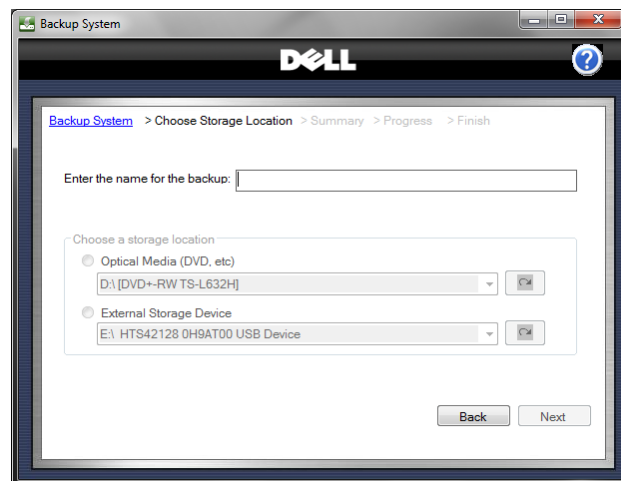 Backup System
DELL
Backup System > Choose Storage Location > Summary > Progress > Finish
Enter the name for the backup:
Choose a storage location
Optical Media (DVD, etc)
D:\ [DVD+-RW TS-L632H]
External Storage Device
E:\ HTS42128 0H9AT00 USB Device
Back Next